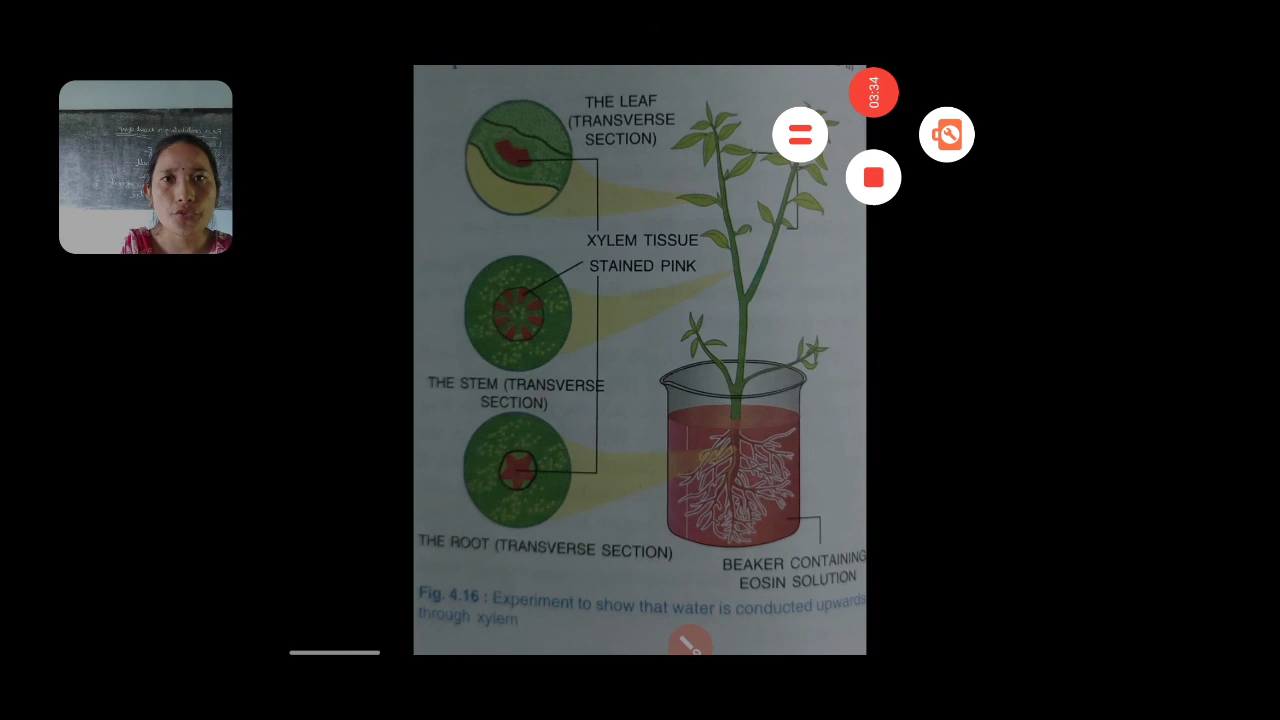 THE LEAF
(TRANSVERSE
SECTION)
XYLEM TISSUE
STAINED PINK
THE STEM (TRANSVERSE
SECTION)
THE ROOT (TRANSVERSE SECTION)
BEAKER CONTAINING
EOSIN SOLUTION
Fig. 4.16 : Experiment to show that water is conducted upwards
through xylem
03:34